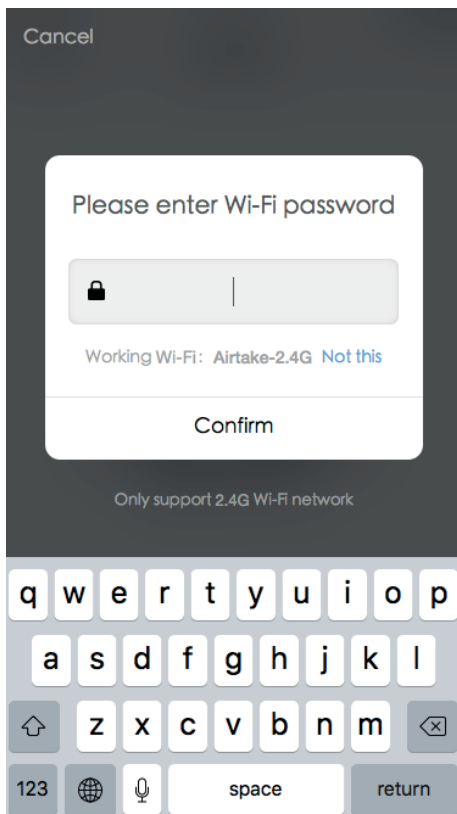 Cancel
Please enter Wi-Fi password
Working Wi-Fi: Airtake-2.4G Not this
Confirm
Only support 2.4G Wi-Fi network
q w e r t y u i o p
a s d f g h j k l
z x c v b n m
123 space return